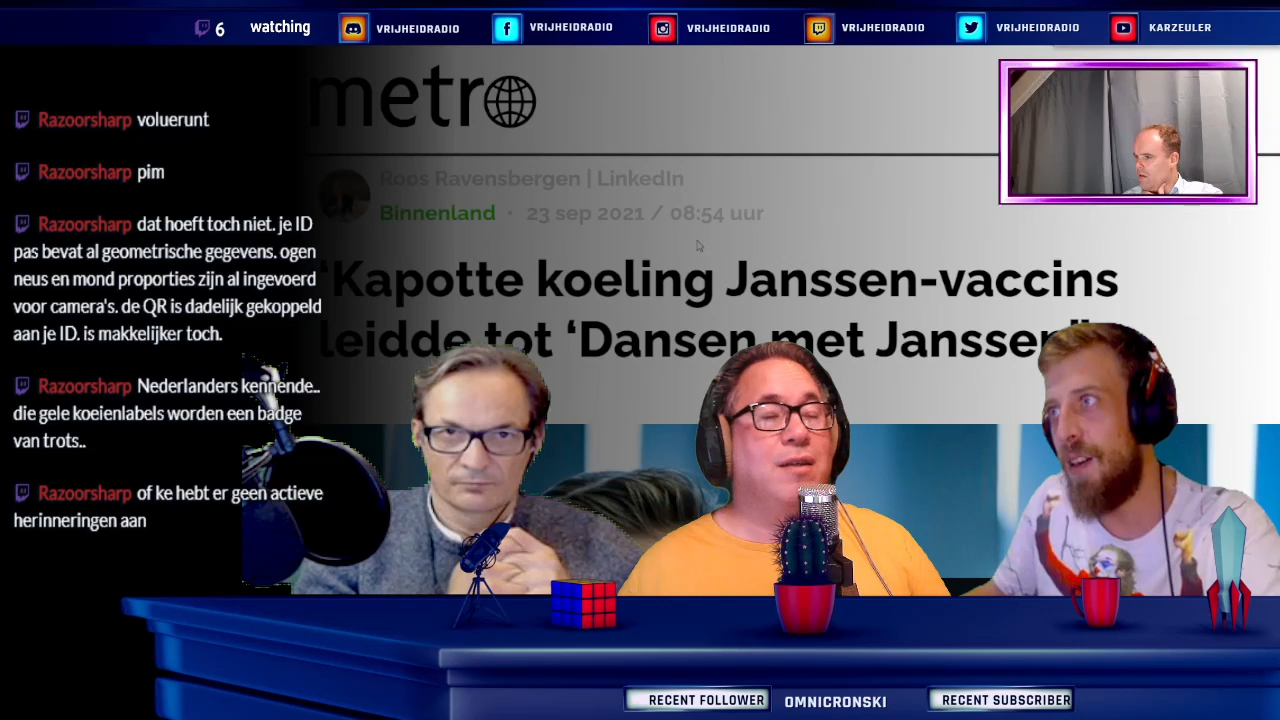 6 watching
VRIJHEIDRADIO
VRIJHEIDRADIO
VRIJHEIDRADIO
VRIJHEIDRADIO
VRIJHEIDRADIO
KARZEULER
metro
Roos Ravensbergen | LinkedIn
Binnenland · 23 sep 2021 / 08:54 uur
'Kapotte koeling Janssen-vaccins
leidde tot 'Dansen met Janssen''
Razoorsharp voluerunt
Razoorsharp pim
Razoorsharp dat hoeft toch niet. je ID
pas bevat al geometrische gegevens. ogen
neus en mond proporties zijn al ingevoerd
voor camera's. de QR is dadelijk gekoppeld
aan je ID. is makkelijker toch.
Razoorsharp Nederlanders kennende..
die gele koeienlabels worden een badge
van trots..
Razoorsharp of ke hebt er geen actieve
herinneringen aan
RECENT FOLLOWER OMNICRONSKI RECENT SUBSCRIBER